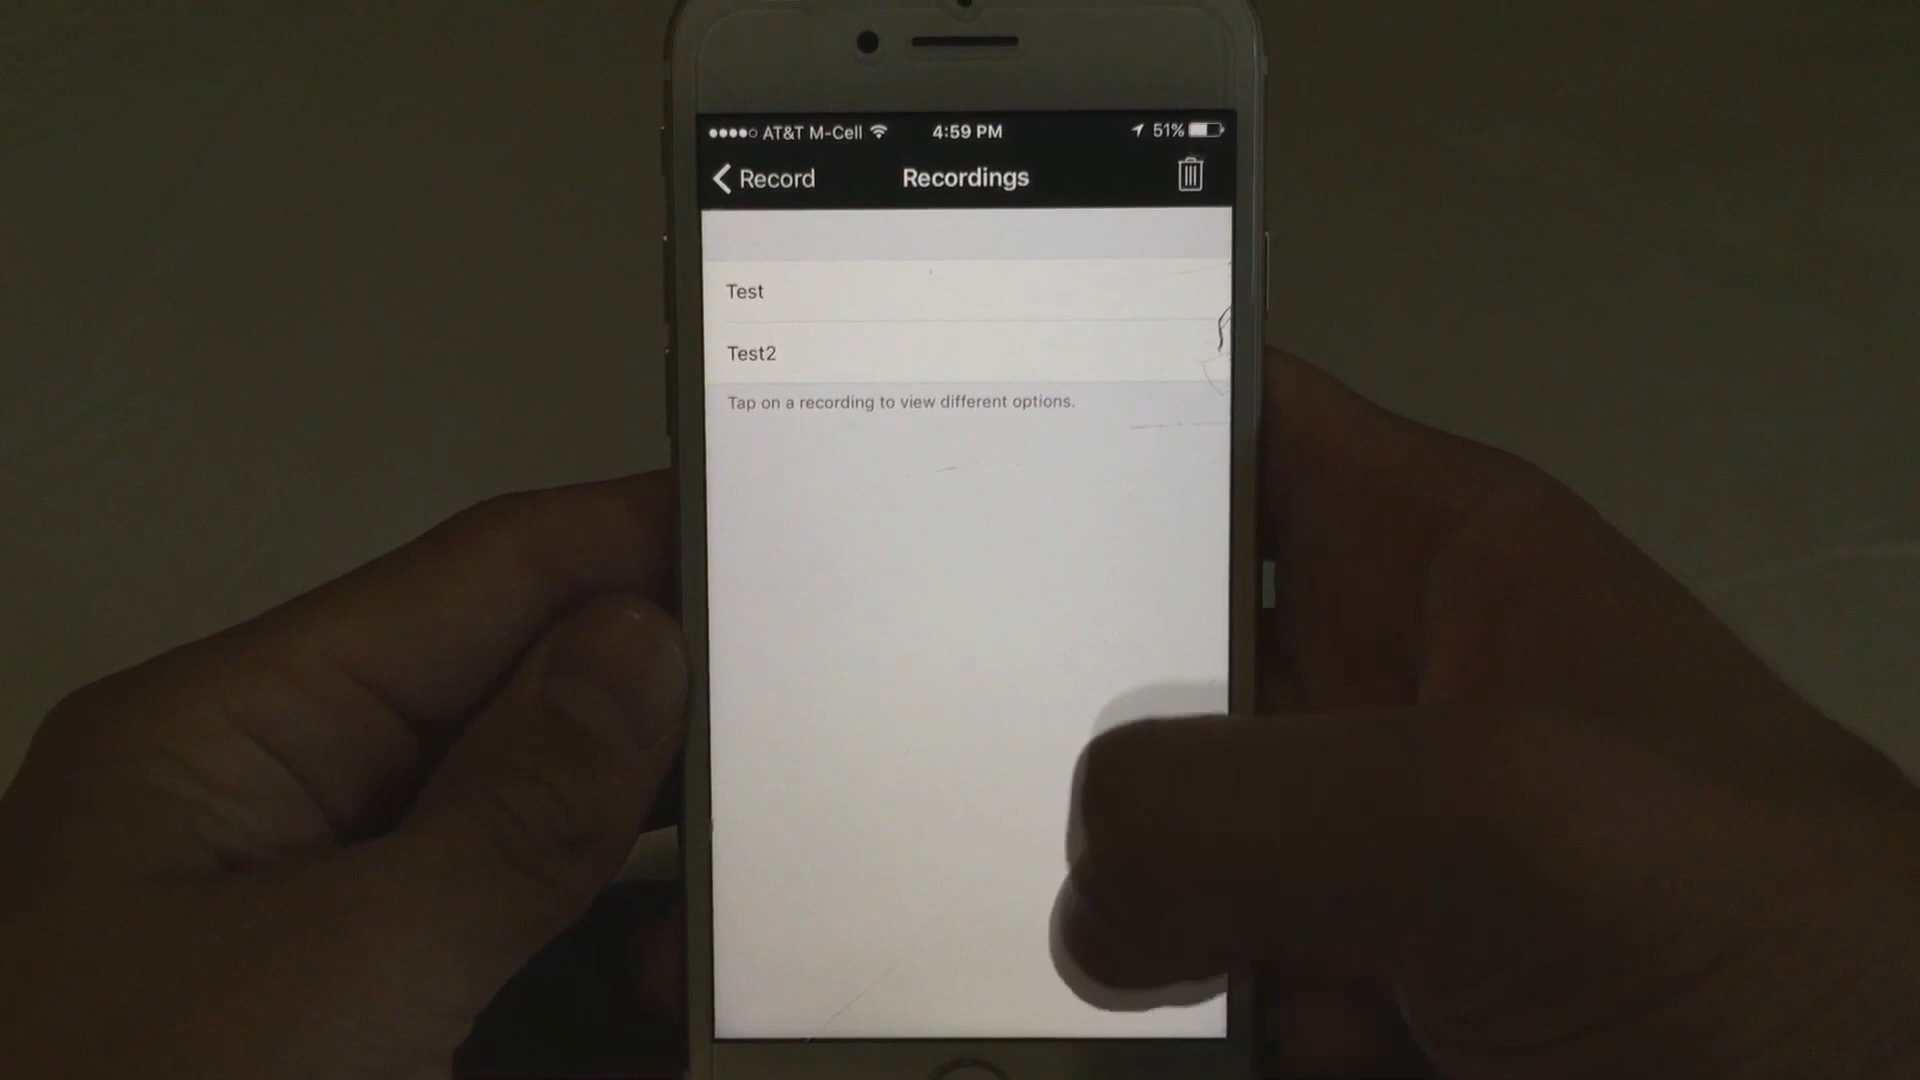 AT&T M-Cell 4:59 PM 51%
Record Recordings
Test
Test2
Tap on a recording to view different options.